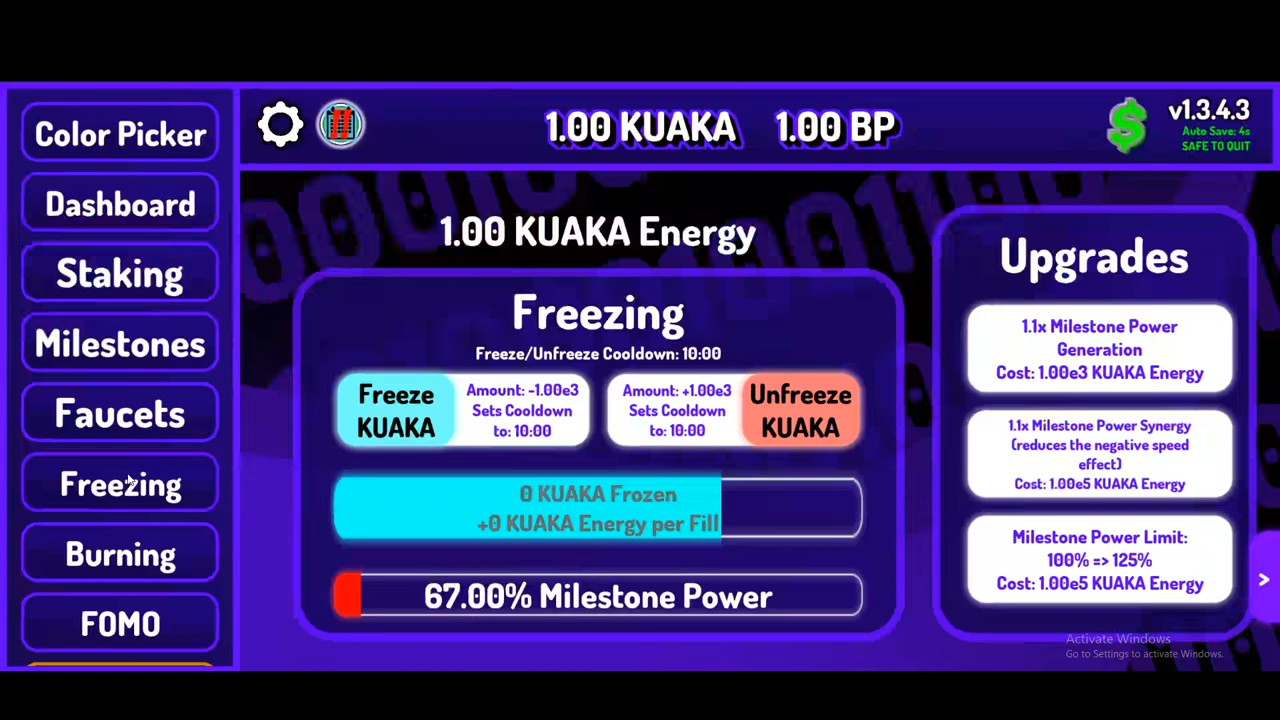 Color Picker
Dashboard
Staking
Milestones
Faucets
Freezing
Burning
FOMO
1.00 KUAKA
1.00 BP
v1.3.4.3
Auto Save: 4s
SAFE TO QUIT
1.00 KUAKA Energy
Freezing
Freeze/Unfreeze Cooldown: 10:00
Freeze
KUAKA
Amount: -1.00e3
Sets Cooldown
to: 10:00
Amount: +1.00e3
Sets Cooldown
to: 10:00
Unfreeze
KUAKA
0 KUAKA Frozen
+0 KUAKA Energy per Fill
67.00% Milestone Power
Upgrades
1.1x Milestone Power
Generation
Cost: 1.00e3 KUAKA Energy
1.1x Milestone Power Synergy
(reduces the negative speed
effect)
Cost: 1.00e5 KUAKA Energy
Milestone Power Limit:
100% => 125%
Cost: 1.00e5 KUAKA Energy
>
Activate Windows
Go to Settings to activate Windows.